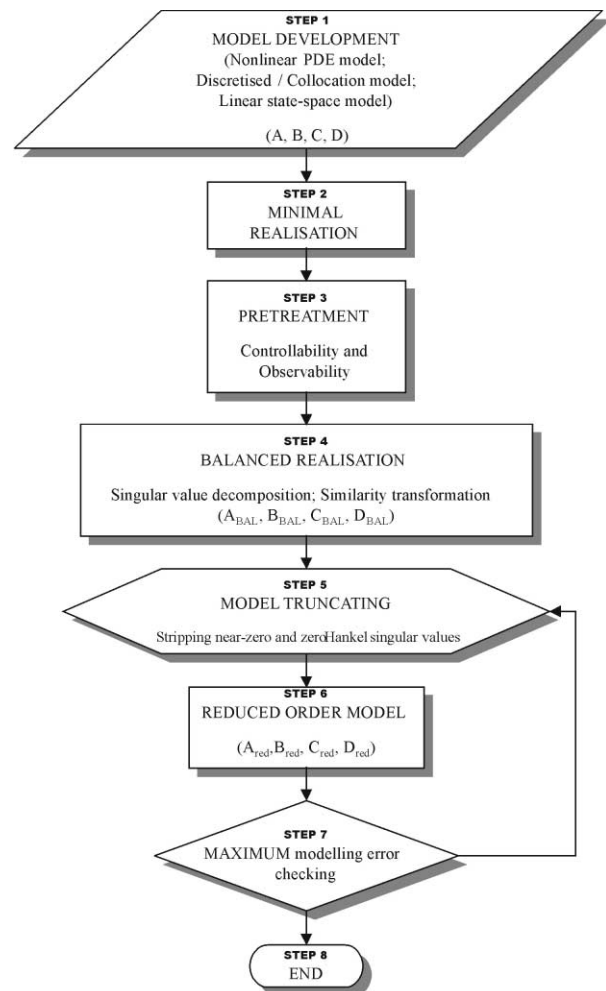 STEP 1
MODEL DEVELOPMENT
(Nonlinear PDE model;
Discretised / Collocation model;
Linear state-space model)
(A, B, C, D)
STEP 2
MINIMAL
REALISATION
STEP 3
PRETREATMENT
Controllability and
Observability
STEP 4
BALANCED REALISATION
Singular value decomposition; Similarity transformation
(A_BAL, B_BAL, C_BAL, D_BAL)
STEP 5
MODEL TRUNCATING
Stripping near-zero and zeroHankel singular values
STEP 6
REDUCED ORDER MODEL
(A_red,B_red, C_red, D_red)
STEP 7
MAXIMUM modelling error
checking
STEP 8
END